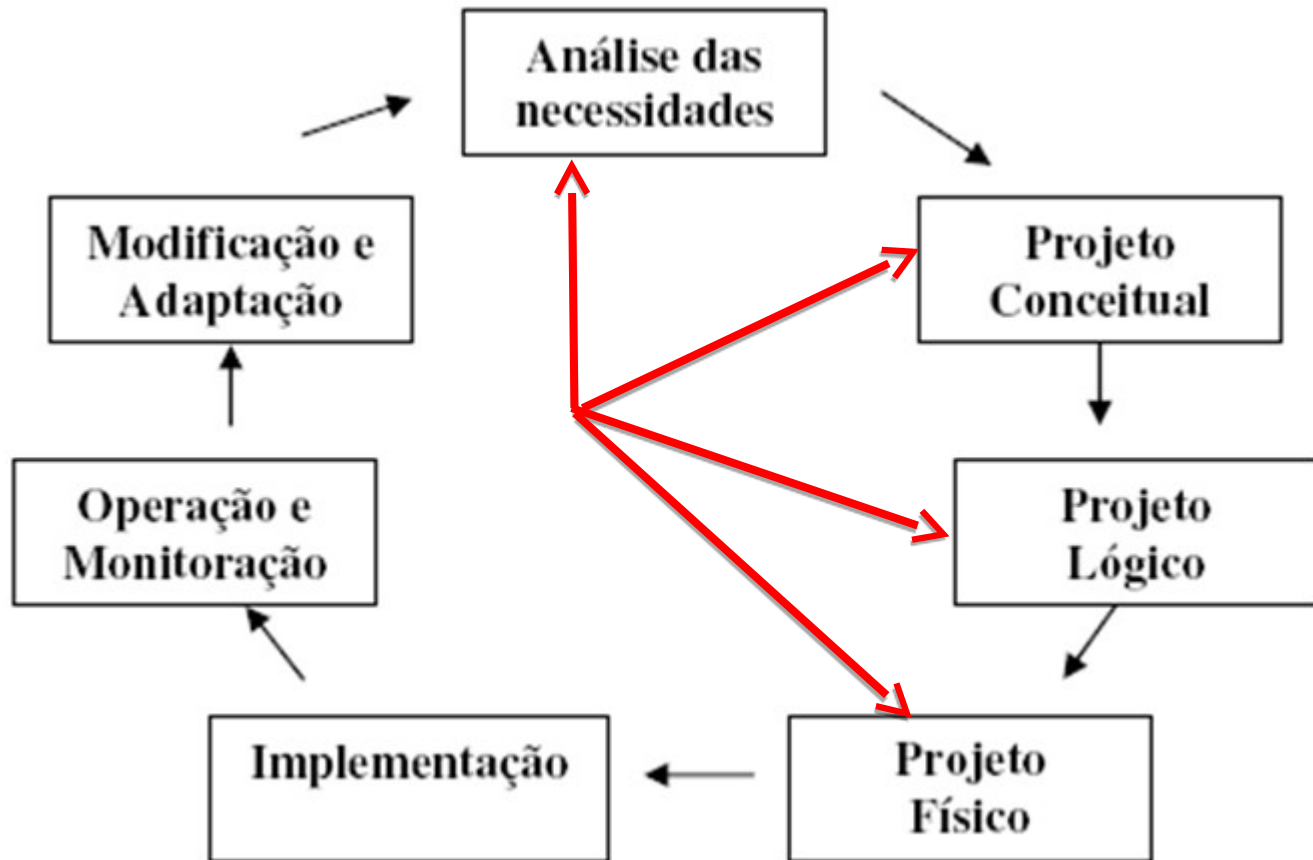 Análise das
necessidades
Modificação e
Adaptação
Projeto
Conceitual
Operação e
Monitoração
Projeto
Lógico
Implementação
Projeto
Físico